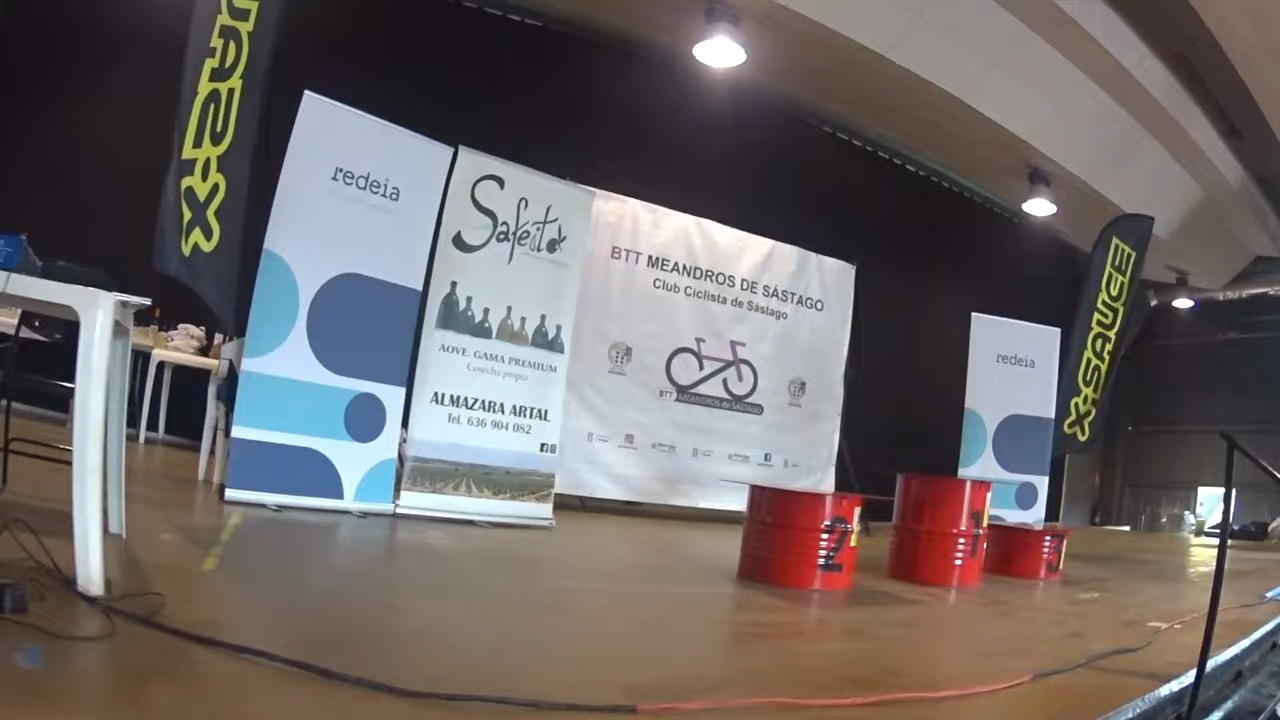 X-SAUCE
redeia
Safeito
AOVE. GAMA PREMIUM
Cosecha propia
ALMAZARA ARTAL
Tel. 636 904 082
BTT MEANDROS DE SÁSTAGO
Club Ciclista de Sástago
BTT MEANDROS de SÁSTAGO
redeia
X-SAUCE
2
1
3